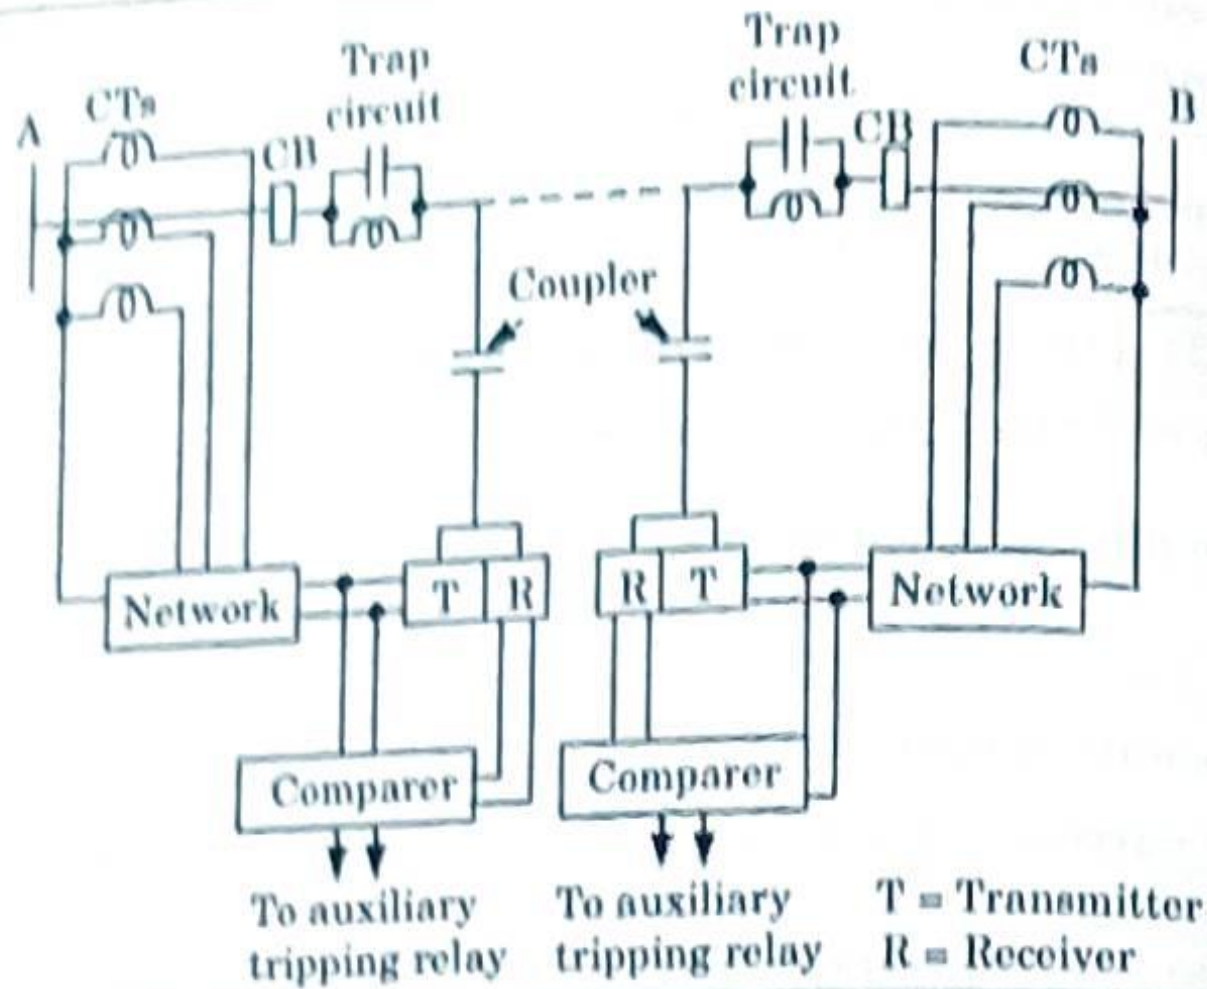 Trap
circuit
CTs
A
CB
Trap
circuit
CTs
CB
B
Coupler
Network
T
R
R
T
Network
Comparer
Comparer
To auxiliary
tripping relay
To auxiliary
tripping relay
T = Transmitter
R = Receiver